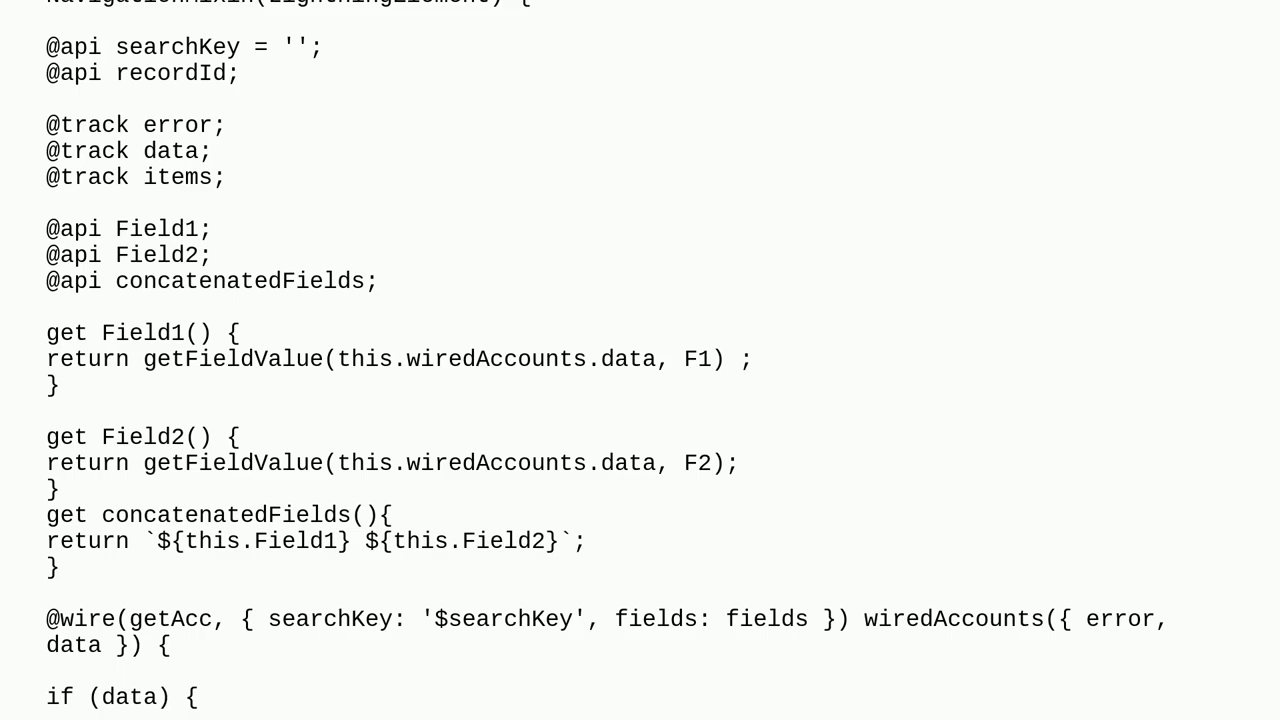 NavigationMixin(LightningElement) {
@api searchKey = '';
@api recordId;
@track error;
@track data;
@track items;
@api Field1;
@api Field2;
@api concatenatedFields;
get Field1() {
return getFieldValue(this.wiredAccounts.data, F1) ;
}
get Field2() {
return getFieldValue(this.wiredAccounts.data, F2);
}
get concatenatedFields(){
return `${this.Field1} ${this.Field2}`;
}
@wire(getAcc, { searchKey: '$searchKey', fields: fields }) wiredAccounts({ error,
data }) {
if (data) {